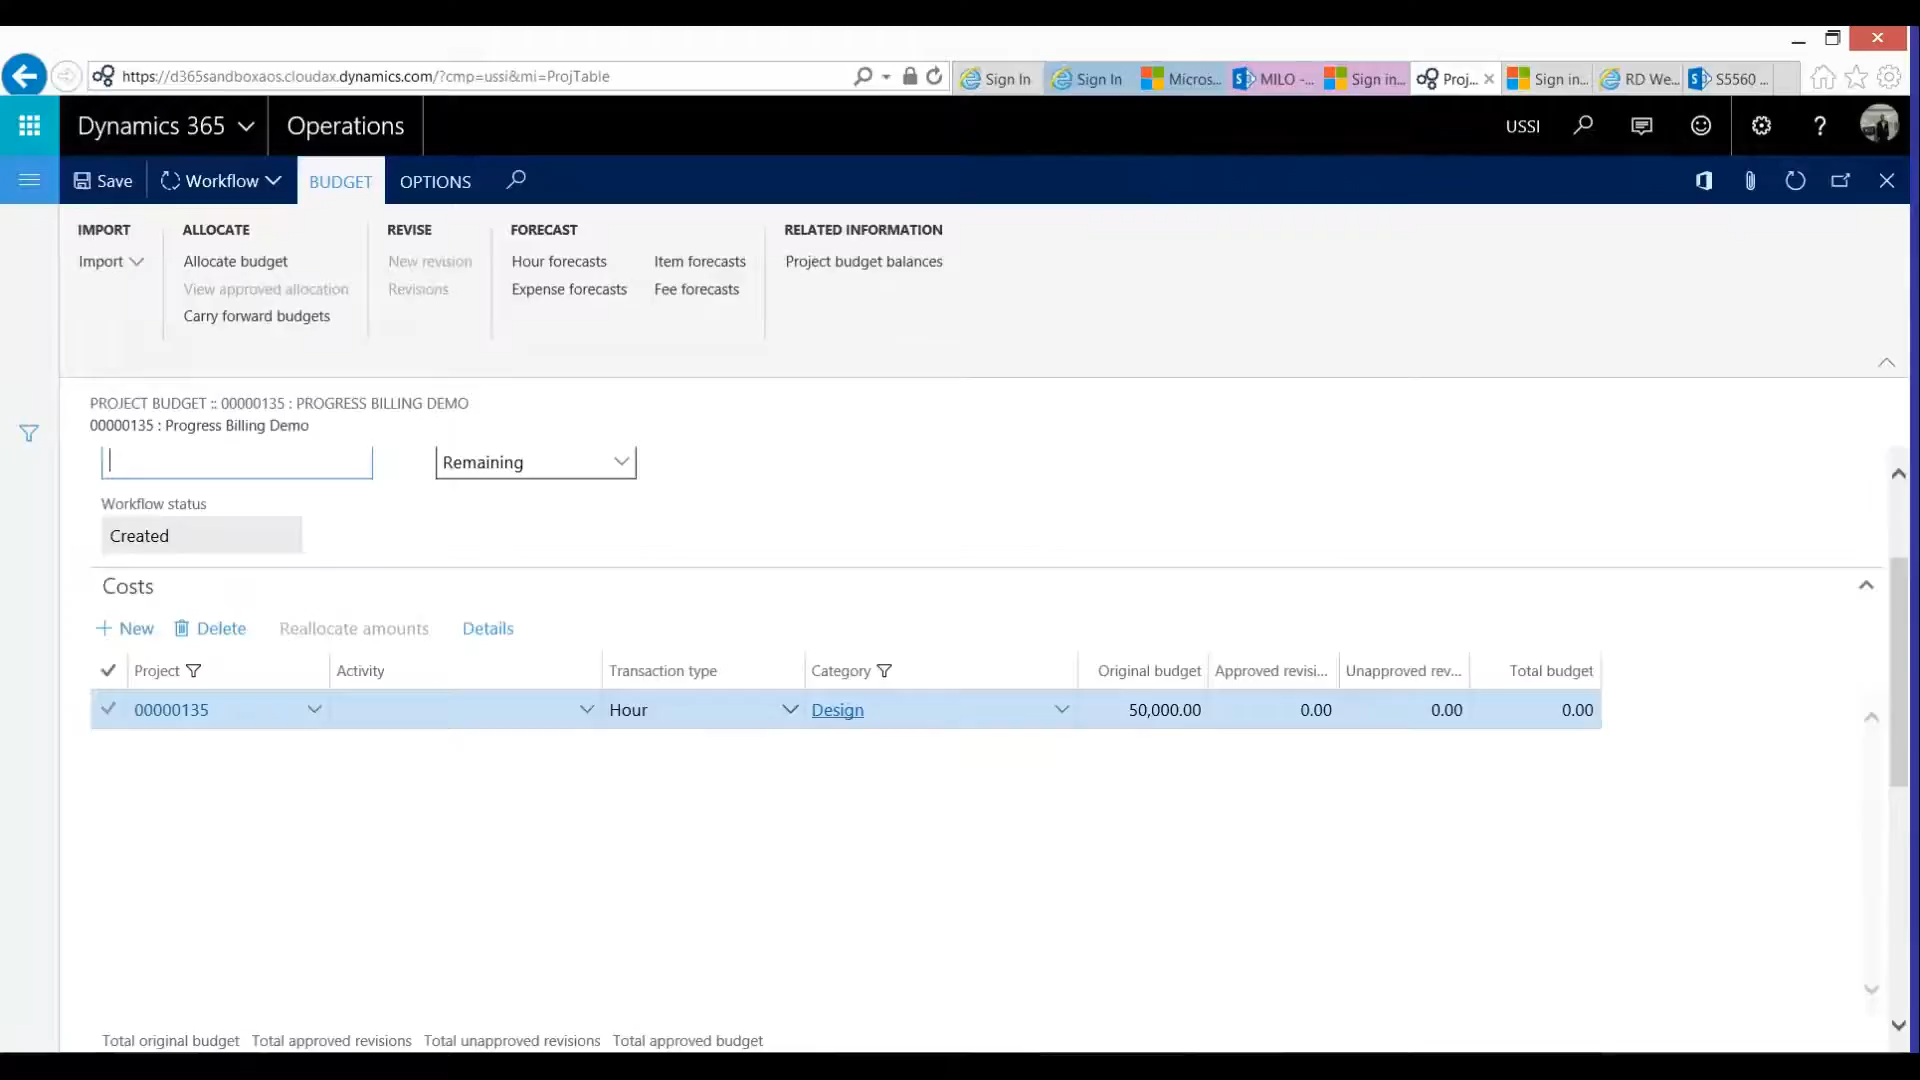 https://d365sandboxaos.cloudax.dynamics.com/?cmp=ussi&mi=ProjTable
Sign In
Sign In
Micros...
MILO -...
Sign in...
Proj...
Sign in...
RD We...
S5560 ...
Dynamics 365
Operations
USSI
Save
Workflow
BUDGET
OPTIONS
IMPORT
ALLOCATE
REVISE
FORECAST
RELATED INFORMATION
Import
Allocate budget
New revision
Hour forecasts
Item forecasts
Project budget balances
View approved allocation
Revisions
Expense forecasts
Fee forecasts
Carry forward budgets
PROJECT BUDGET :: 00000135 : PROGRESS BILLING DEMO
00000135 : Progress Billing Demo
Remaining
Workflow status
Created
Costs
New
Delete
Reallocate amounts
Details
Project
Activity
Transaction type
Category
Original budget
Approved revisi...
Unapproved rev...
Total budget
00000135
Hour
Design
50,000.00
0.00
0.00
0.00
Total original budget
Total approved revisions
Total unapproved revisions
Total approved budget